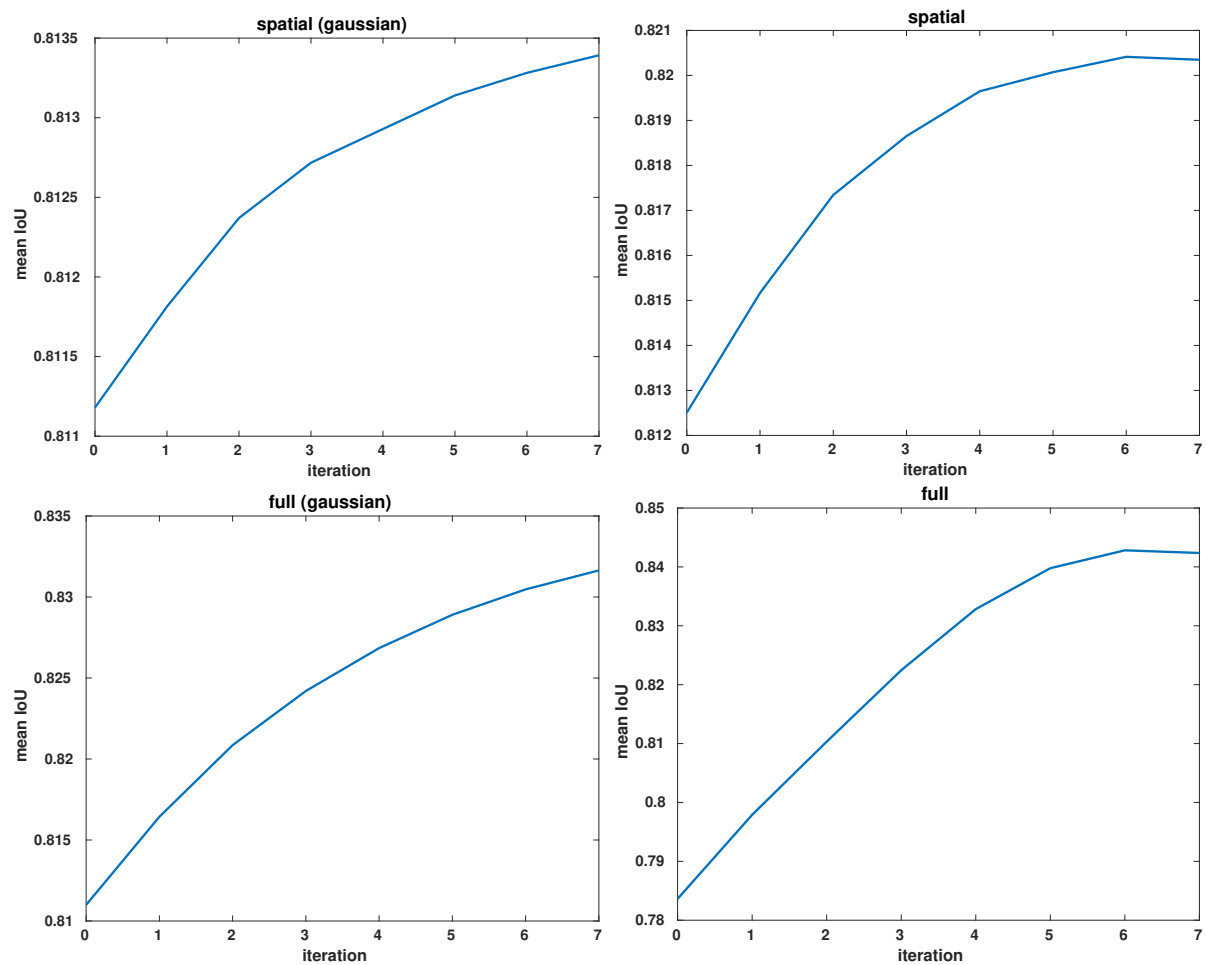 spatial (gaussian)
0.8135
0.813
0.8125
0.812
0.8115
0.811
mean IoU
0 1 2 3 4 5 6 7
iteration
spatial
0.821
0.82
0.819
0.818
0.817
0.816
0.815
0.814
0.813
0.812
mean IoU
0 1 2 3 4 5 6 7
iteration
full (gaussian)
0.835
0.83
0.825
0.82
0.815
0.81
mean IoU
0 1 2 3 4 5 6 7
iteration
full
0.85
0.84
0.83
0.82
0.81
0.8
0.79
0.78
mean IoU
0 1 2 3 4 5 6 7
iteration